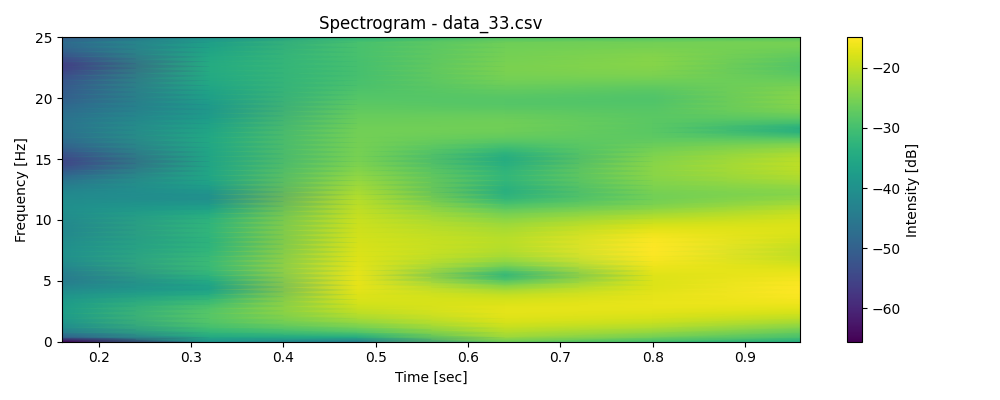 Spectrogram - data_33.csv
25
20
15
10
5
0
Frequency [Hz]
0.2 0.3 0.4 0.5 0.6 0.7 0.8 0.9
Time [sec]
−20
−30
−40
−50
−60
Intensity [dB]